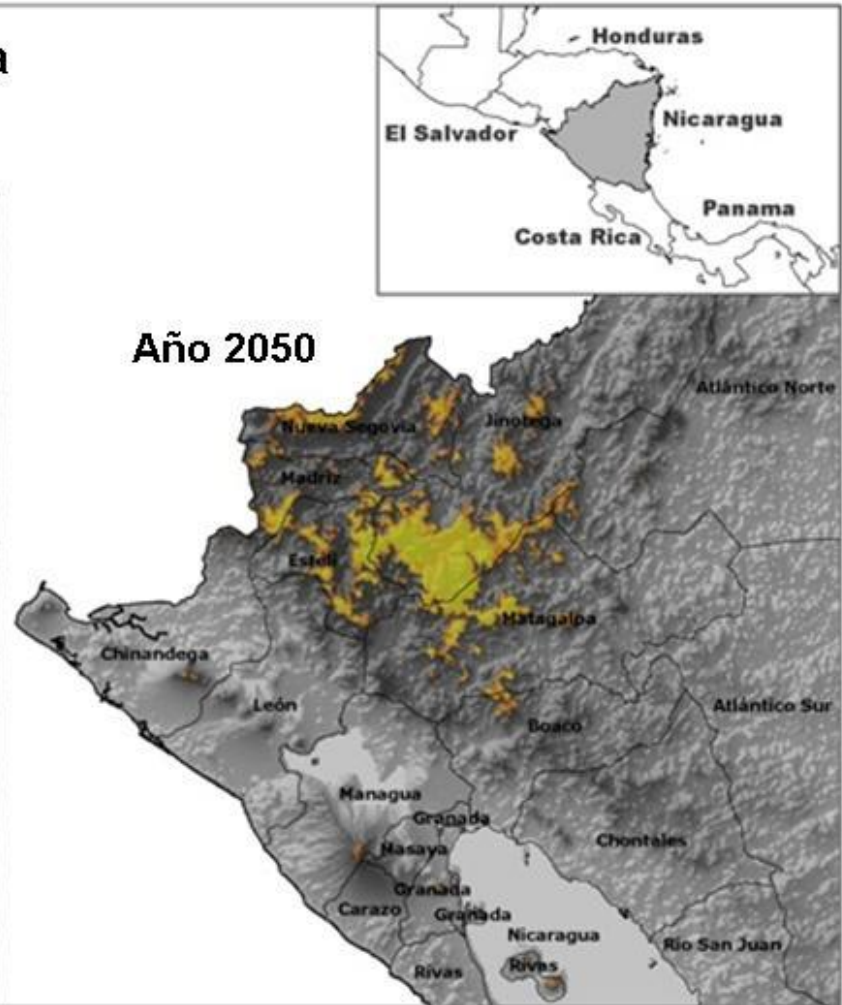 a
Honduras
Nicaragua
El Salvador
Panama
Costa Rica
Año 2050
Atlántico Norte
Nueva Segovia
Jinotega
Madriz
Estelí
Matagalpa
Chinandega
León
Atlántico Sur
Boaco
Managua
Granada
Chontales
Masaya
Granada
Carazo
Granada
Nicaragua
Rio San Juan
Rivas
Rivas